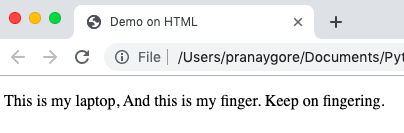 Demo on HTML
File /Users/pranaygore/Documents/Pyt
This is my laptop, And this is my finger. Keep on fingering.